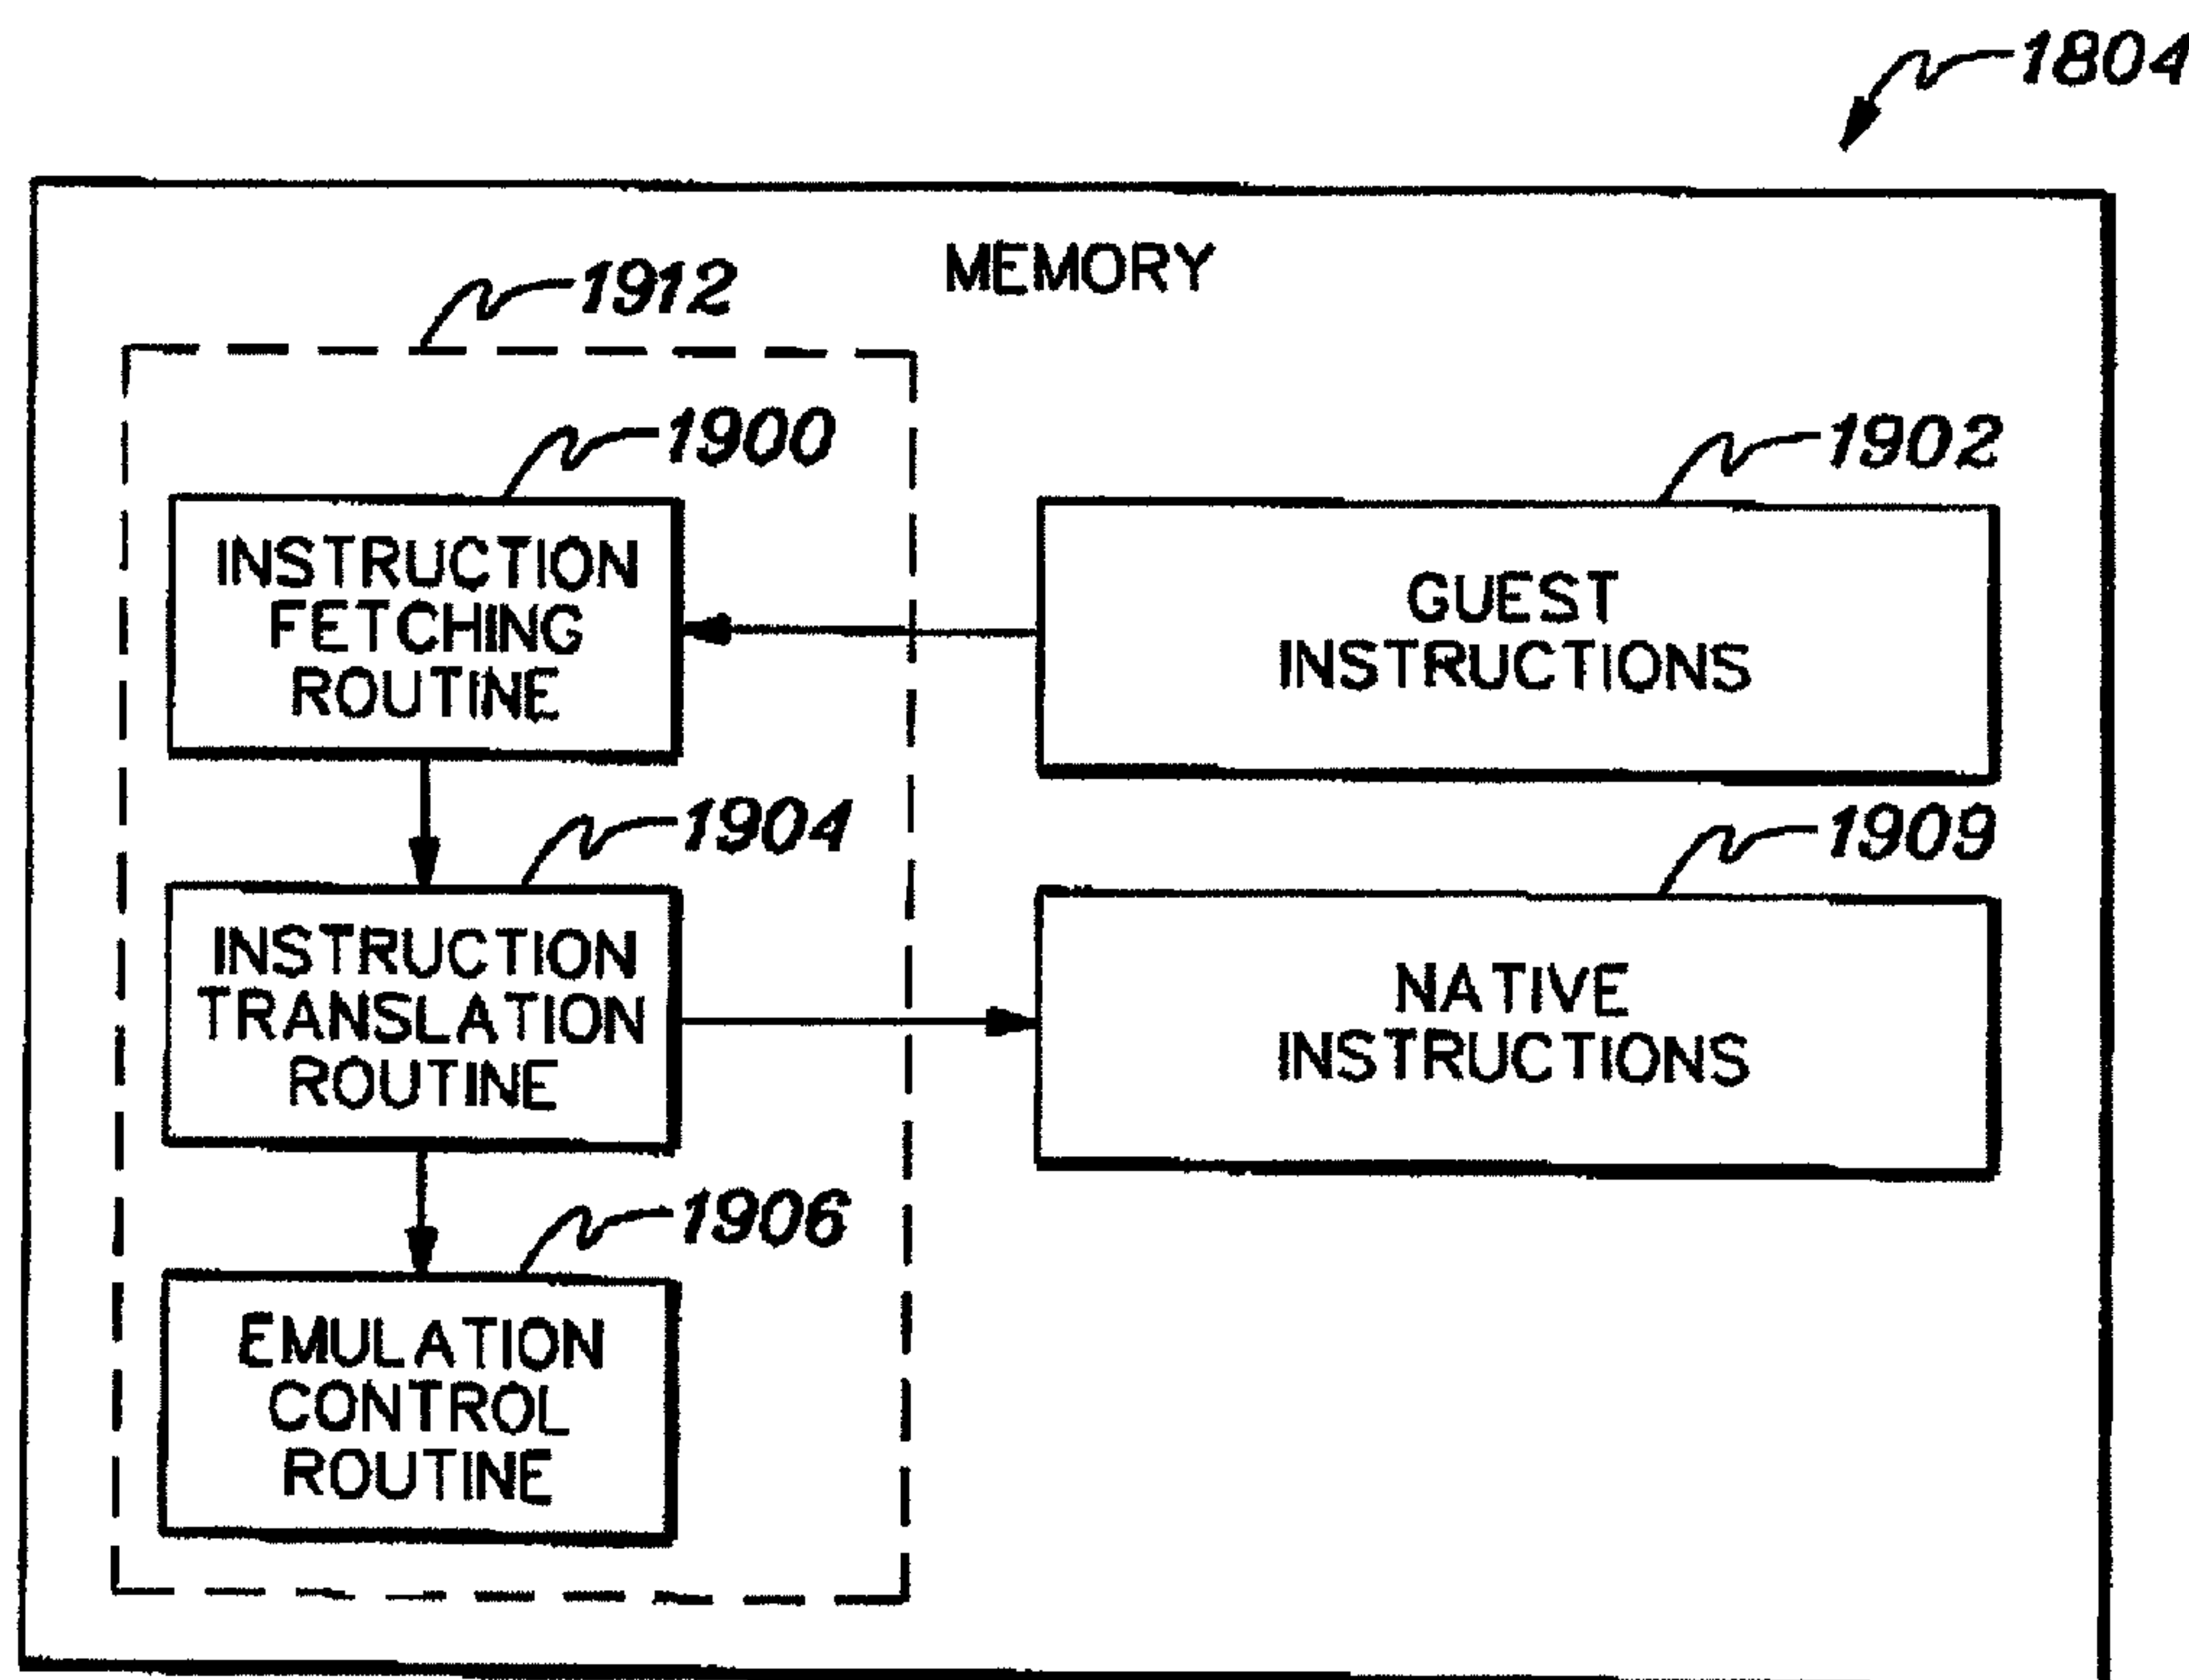 1804
MEMORY
1912
1900
1902
INSTRUCTION
FETCHING
ROUTINE
GUEST
INSTRUCTIONS
1904
1909
INSTRUCTION
TRANSLATION
ROUTINE
NATIVE
INSTRUCTIONS
1906
EMULATION
CONTROL
ROUTINE